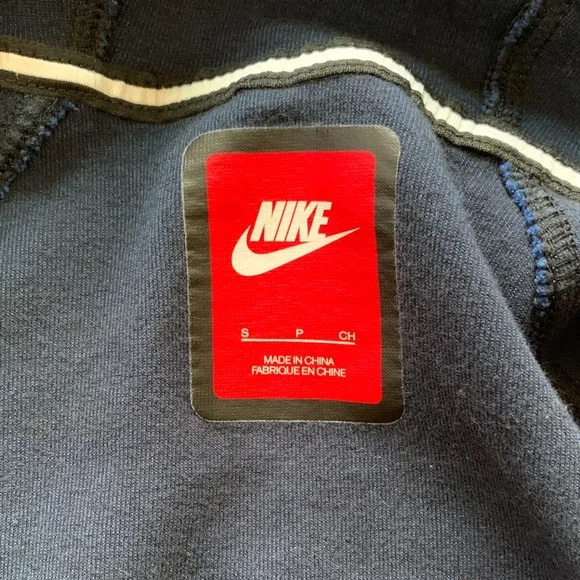 NIKE
S P CH
MADE IN CHINA
FABRIQUE EN CHINE